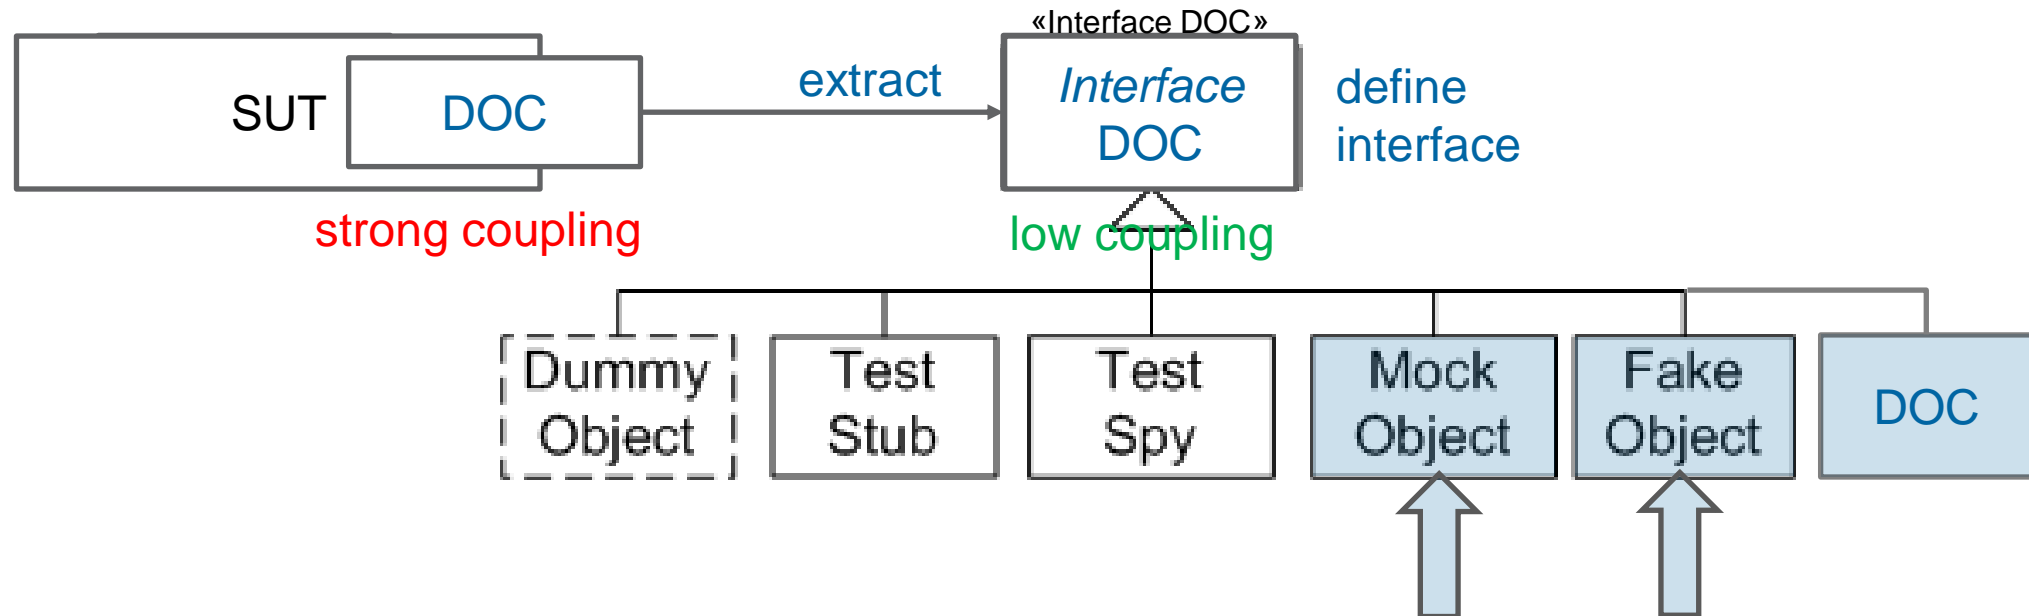 «Interface DOC»
SUT
DOC
extract
Interface
DOC
define
interface
strong coupling
low coupling
Dummy
Object
Test
Stub
Test
Spy
Mock
Object
Fake
Object
DOC